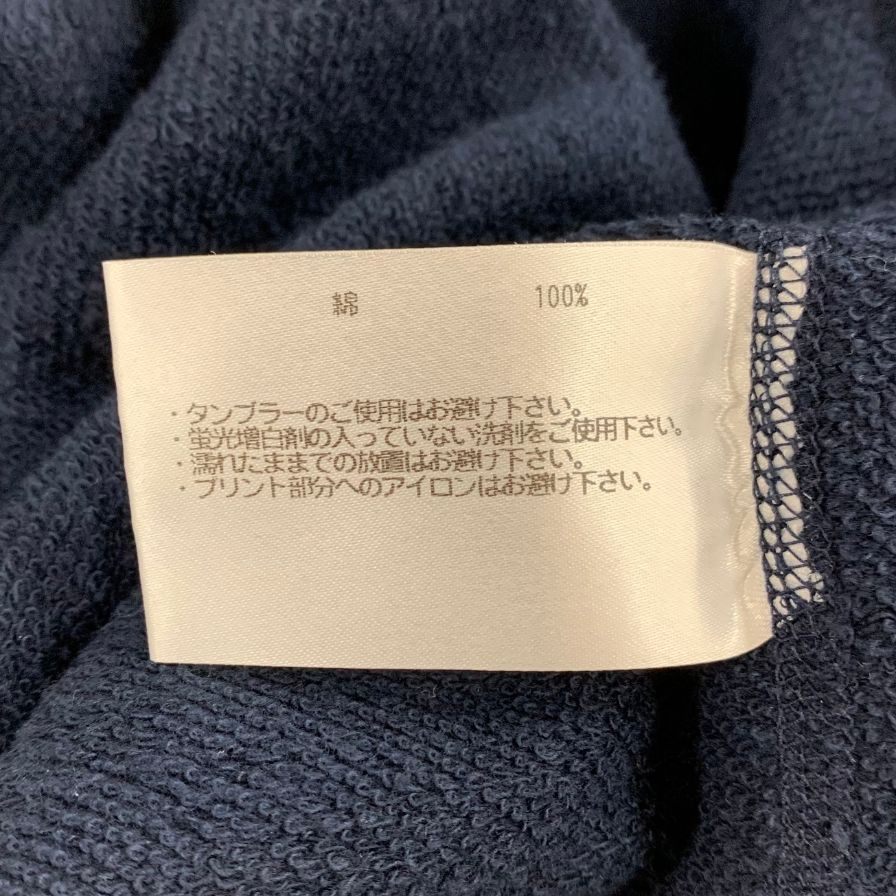 綿 100%
・タンブラーのご使用はお避け下さい。
・蛍光増白剤の入っていない洗剤をご使用下さい。
・濡れたままでの放置はお避け下さい。
・プリント部分へのアイロンはお避け下さい。